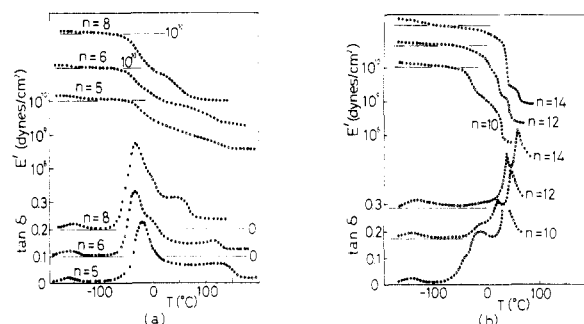 n=8
10¹⁰
n=6
10¹⁰
n=5
10¹⁰
10⁹
10⁸
E' (dynes/cm²)
0.3
0.2
0.1
0
tan δ
n=8
0
n=6
0
n=5
-100
0
100
T (°C)
(a)
10⁹
10⁸
E' (dynes/cm²)
n=14
n=12
n=10
n=14
n=12
n=10
0.3
0.2
0.1
0
tan δ
-100
0
100
T (°C)
(b)